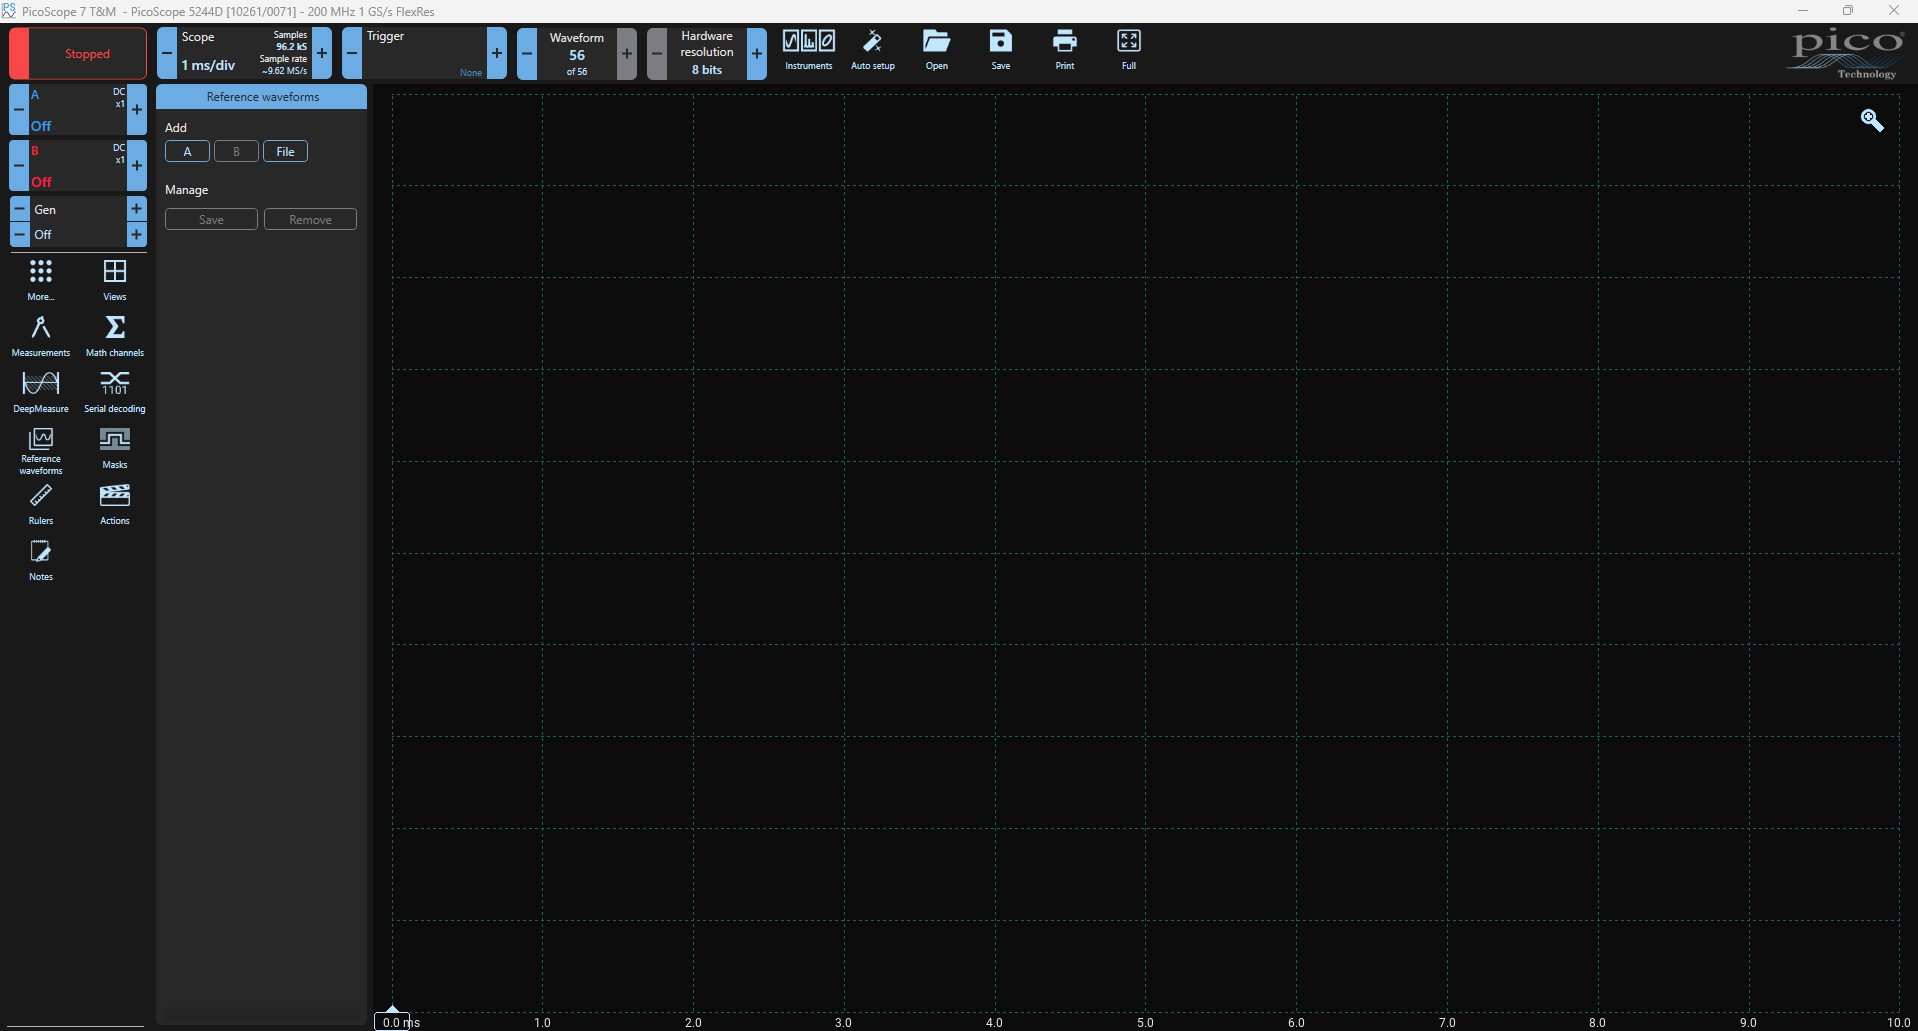 PicoScope 7 T&M - PicoScope 5244D [10261/0071] - 200 MHz 1 GS/s FlexRes
Stopped
Scope
1 ms/div
Samples
96.2 kS
Sample rate
~9.62 MS/s
Trigger
None
Waveform
56
of 56
Hardware
resolution
8 bits
Instruments
Auto setup
Open
Save
Print
Full
pico
Technology
A
DC
x1
Off
B
DC
x1
Off
Gen
Off
More...
Views
Measurements
Math channels
DeepMeasure
1101
Serial decoding
Reference
waveforms
Masks
Rulers
Actions
Notes
Reference waveforms
Add
A
B
File
Manage
Save
Remove
0.0 ms
1.0
2.0
3.0
4.0
5.0
6.0
7.0
8.0
9.0
10.0